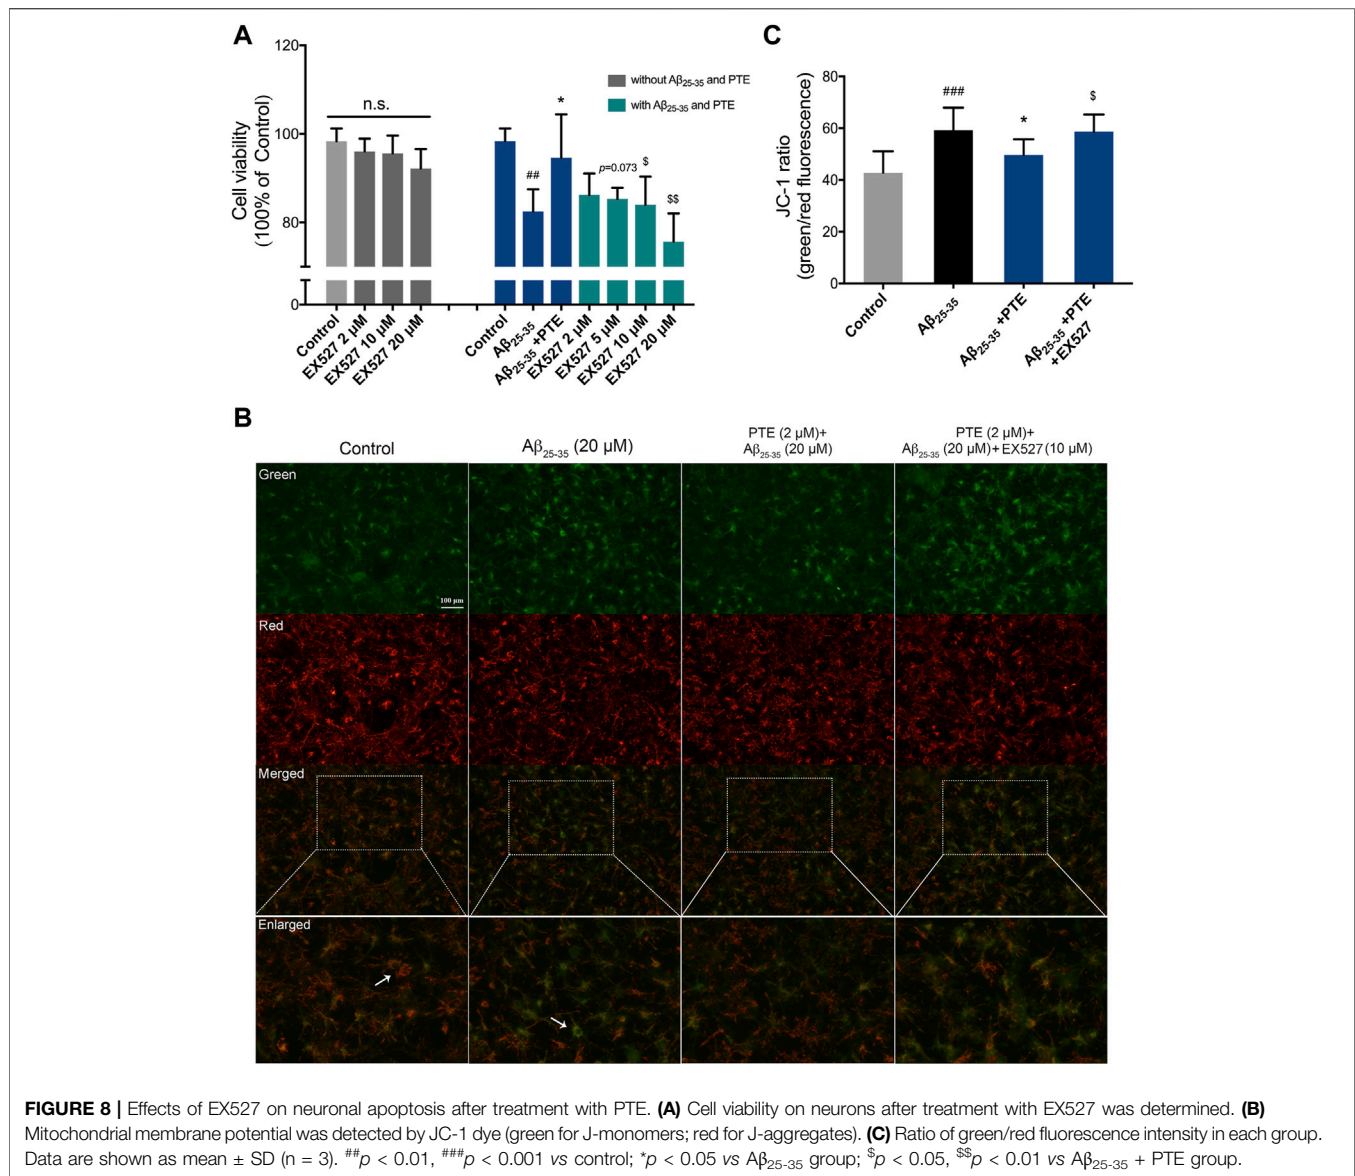 A
120
100
80
0
Cell viability
(100% of Control)
n.s.
without Aβ25-35 and PTE
with Aβ25-35 and PTE
##
*
p=0.073
$
$$
Control
EX527 2 μM
EX527 10 μM
EX527 20 μM
Control
Aβ25-35
Aβ25-35 +PTE
EX527 2 μM
EX527 5 μM
EX527 10 μM
EX527 20 μM
C
80
60
40
20
0
JC-1 ratio
(green/red fluorescence)
###
*
$
Control
Aβ25-35
Aβ25-35 +PTE
Aβ25-35 +PTE
+EX527
B
Control
Aβ25-35 (20 μM)
PTE (2 μM)+
Aβ25-35 (20 μM)
PTE (2 μM)+
Aβ25-35 (20 μM)+EX527 (10 μM)
Green
100 μm
Red
Merged
Enlarged
FIGURE 8 | Effects of EX527 on neuronal apoptosis after treatment with PTE. (A) Cell viability on neurons after treatment with EX527 was determined. (B)
Mitochondrial membrane potential was detected by JC-1 dye (green for J-monomers; red for J-aggregates). (C) Ratio of green/red fluorescence intensity in each group.
Data are shown as mean ± SD (n = 3). ##p < 0.01, ###p < 0.001 vs control; *p < 0.05 vs Aβ25-35 group; $p < 0.05, $$p < 0.01 vs Aβ25-35 + PTE group.